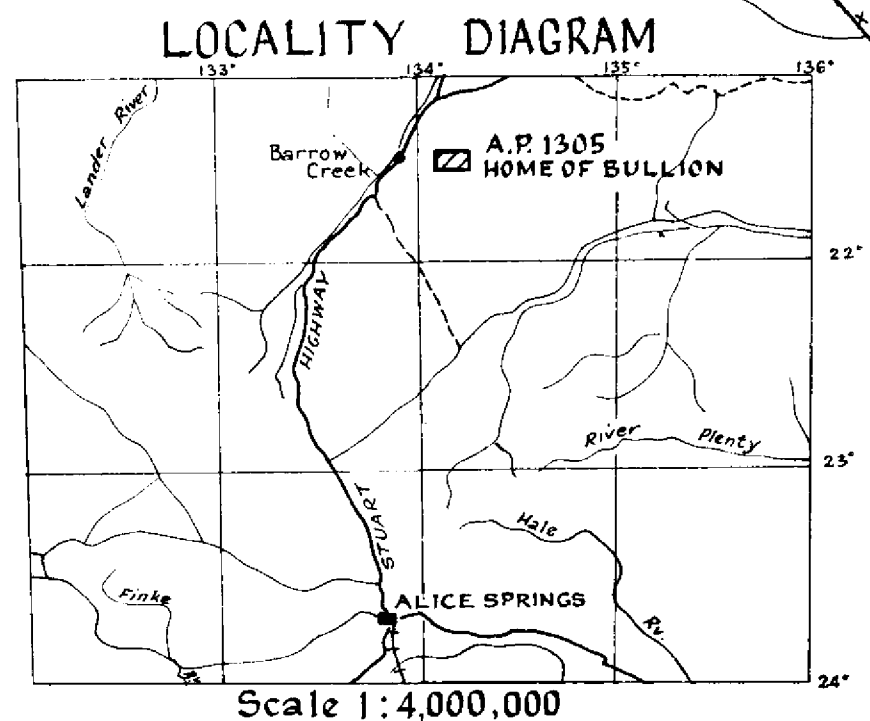 LOCALITY DIAGRAM
133° 134° 135° 136°
Lander River
Barrow
Creek
A.P. 1305
HOME OF BULLION
22°
HIGHWAY
River Plenty
23°
STUART
Hale
Finke
ALICE SPRINGS
Rv.
24°
Scale 1:4,000,000